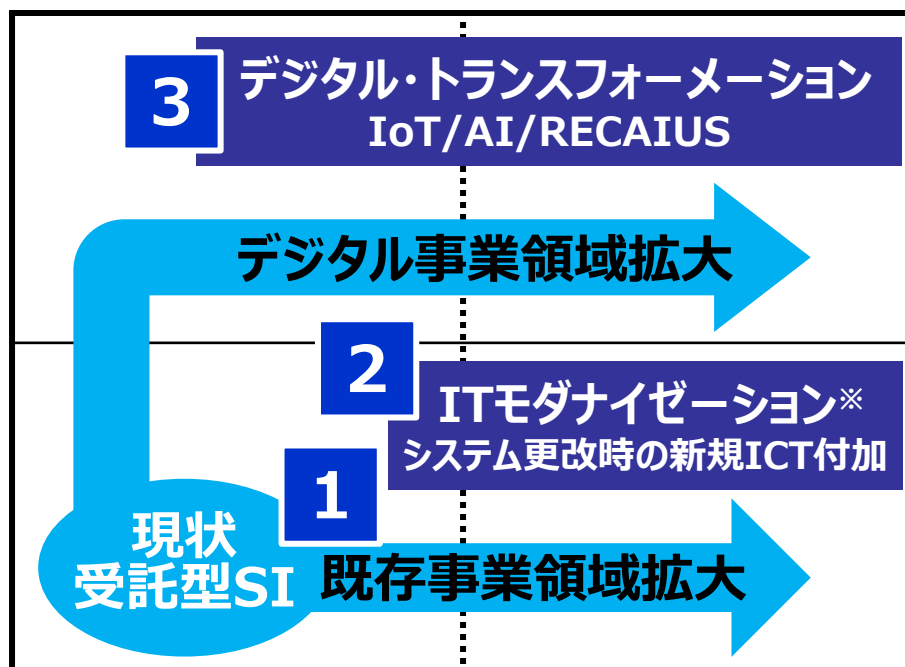 3
デジタル・トランスフォーメーション
IoT/AI/RECAIUS
デジタル事業領域拡大
2
ITモダナイゼーション※
システム更改時の新規ICT付加
1
現状
受託型SI
既存事業領域拡大